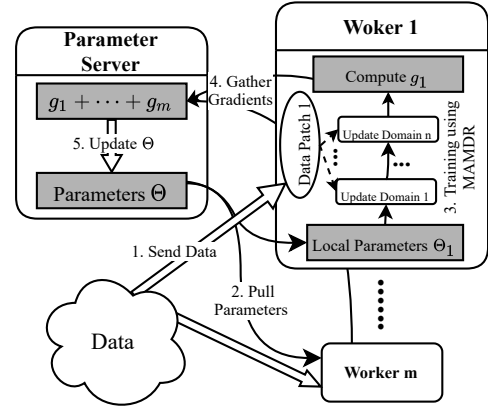 Parameter
Server
g₁ + ⋯ + gₘ
5. Update Θ
Parameters Θ
4. Gather
Gradients
Woker 1
Compute g₁
Data Patch 1
Update Domain n
...
...
Update Domain 1
3. Training using
MAMDR
Local Parameters Θ₁
1. Send Data
2. Pull
Parameters
Data
Worker m